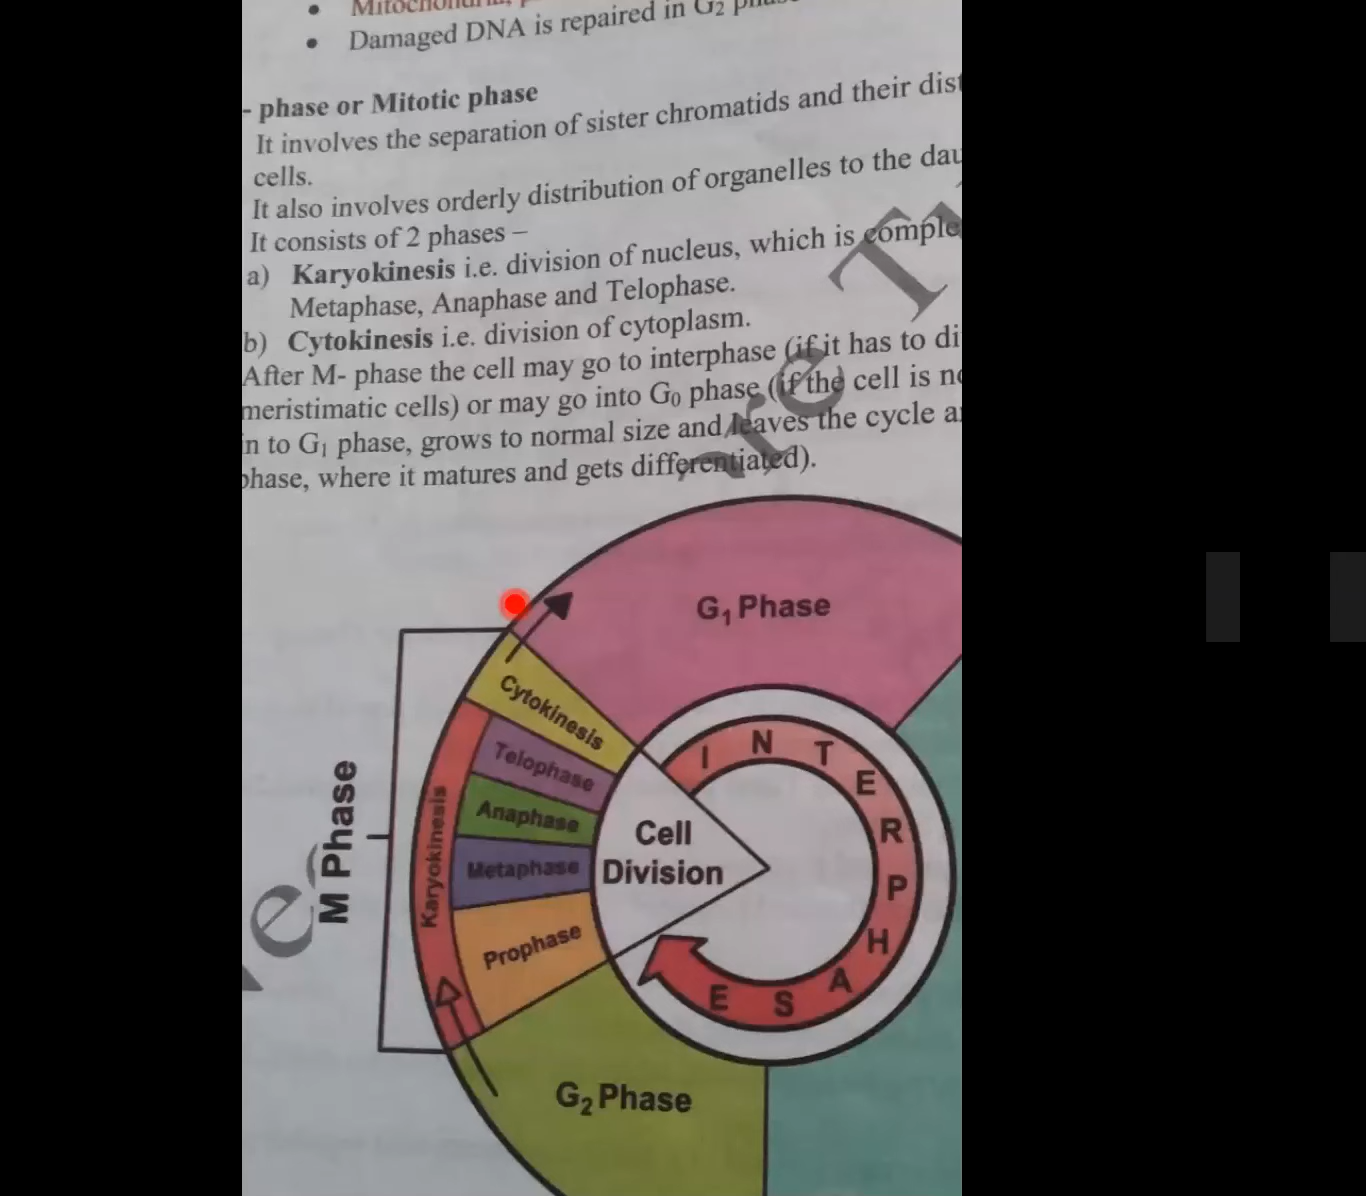 Damaged DNA is repaired in G₂
- phase or Mitotic phase
It involves the separation of sister chromatids and their
cells.
It also involves orderly distribution of organelles to the
It consists of 2 phases –
a) Karyokinesis i.e. division of nucleus, which is
Metaphase, Anaphase and Telophase.
b) Cytokinesis i.e. division of cytoplasm.
After M- phase the cell may go to interphase (if it has to
meristimatic cells) or may go into G₀ phase (if the cell is
in to G₁ phase, grows to normal size and leaves the cycle
phase, where it matures and gets differentiated).
G₁ Phase
Cytokinesis
Telophase
Anaphase
Metaphase
Prophase
Karyokinesis
M Phase
Cell
Division
INTERPHASE
G₂ Phase